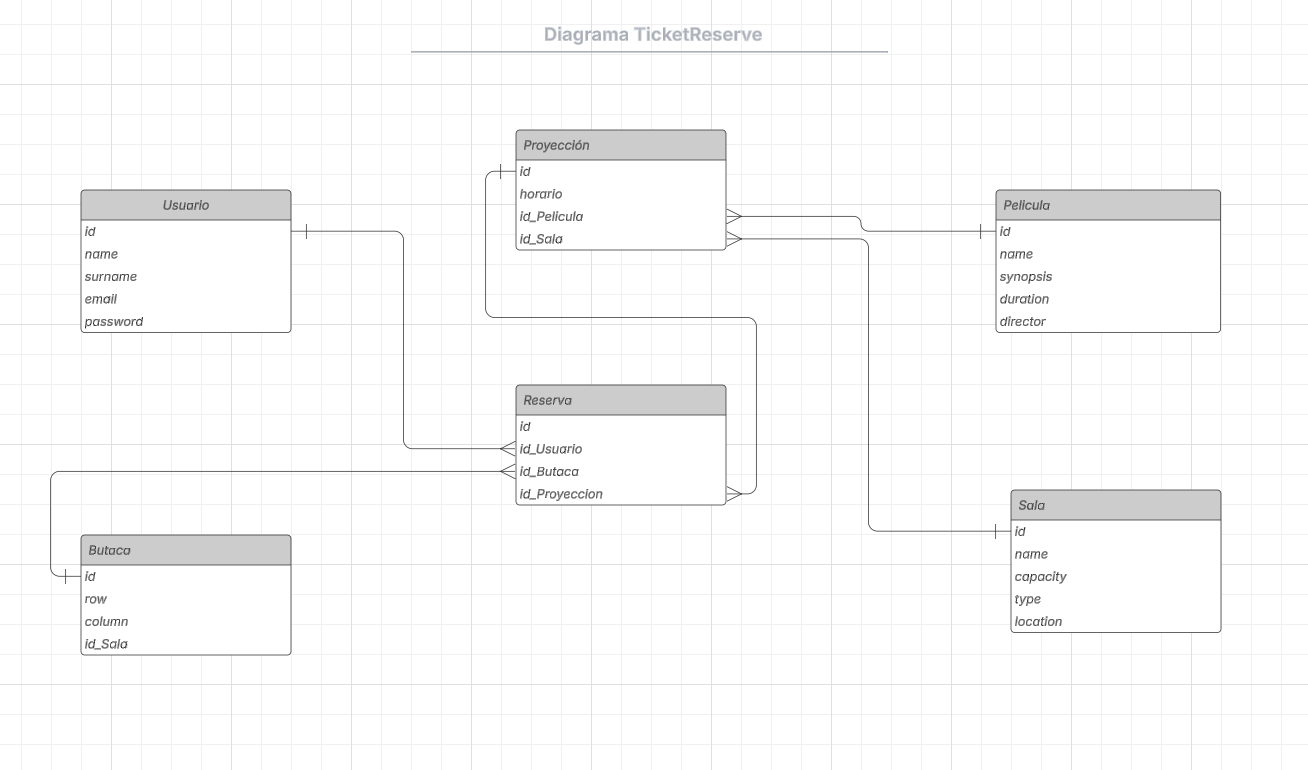 Diagrama TicketReserve
Proyección
id
horario
id_Pelicula
id_Sala
Usuario
id
name
surname
email
password
Pelicula
id
name
synopsis
duration
director
Reserva
id
id_Usuario
id_Butaca
id_Proyeccion
Butaca
id
row
column
id_Sala
Sala
id
name
capacity
type
location